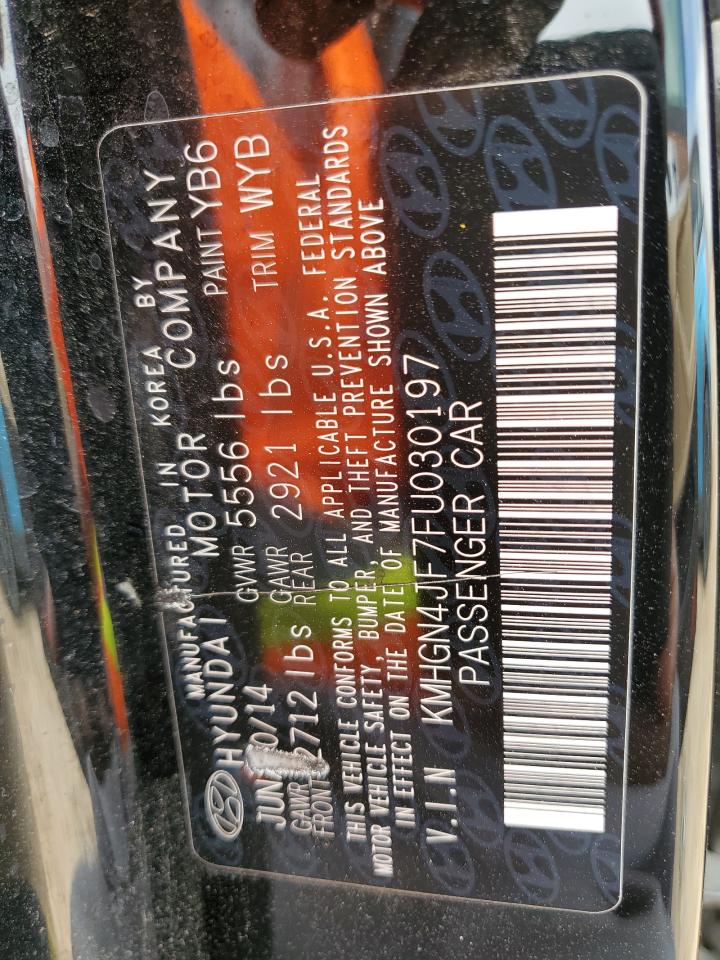 MANUFACTURED IN KOREA BY
HYUNDAI MOTOR COMPANY
JUN 0/14 GVWR 5556 lbs PAINT YB6
GAWR FRONT 2712 lbs GAWR REAR 2921 lbs TRIM WYB
THIS VEHICLE CONFORMS TO ALL APPLICABLE U.S.A. FEDERAL
MOTOR VEHICLE SAFETY, BUMPER, AND THEFT PREVENTION STANDARDS
IN EFFECT ON THE DATE OF MANUFACTURE SHOWN ABOVE
V.I.N KMHGN4JF7FU030197
PASSENGER CAR